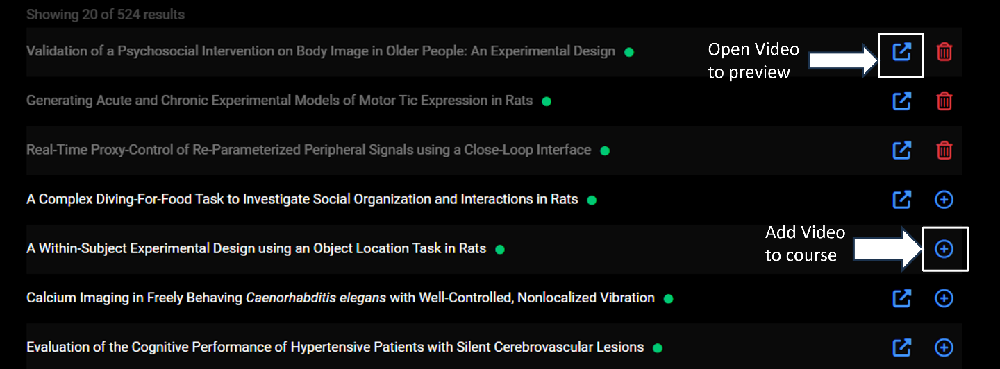 Showing 20 of 524 results
Validation of a Psychosocial Intervention on Body Image in Older People: An Experimental Design
Open Video
to preview
Generating Acute and Chronic Experimental Models of Motor Tic Expression in Rats
Real-Time Proxy-Control of Re-Parameterized Peripheral Signals using a Close-Loop Interface
A Complex Diving-For-Food Task to Investigate Social Organization and Interactions in Rats
A Within-Subject Experimental Design using an Object Location Task in Rats
Add Video
to course
Calcium Imaging in Freely Behaving Caenorhabditis elegans with Well-Controlled, Nonlocalized Vibration
Evaluation of the Cognitive Performance of Hypertensive Patients with Silent Cerebrovascular Lesions